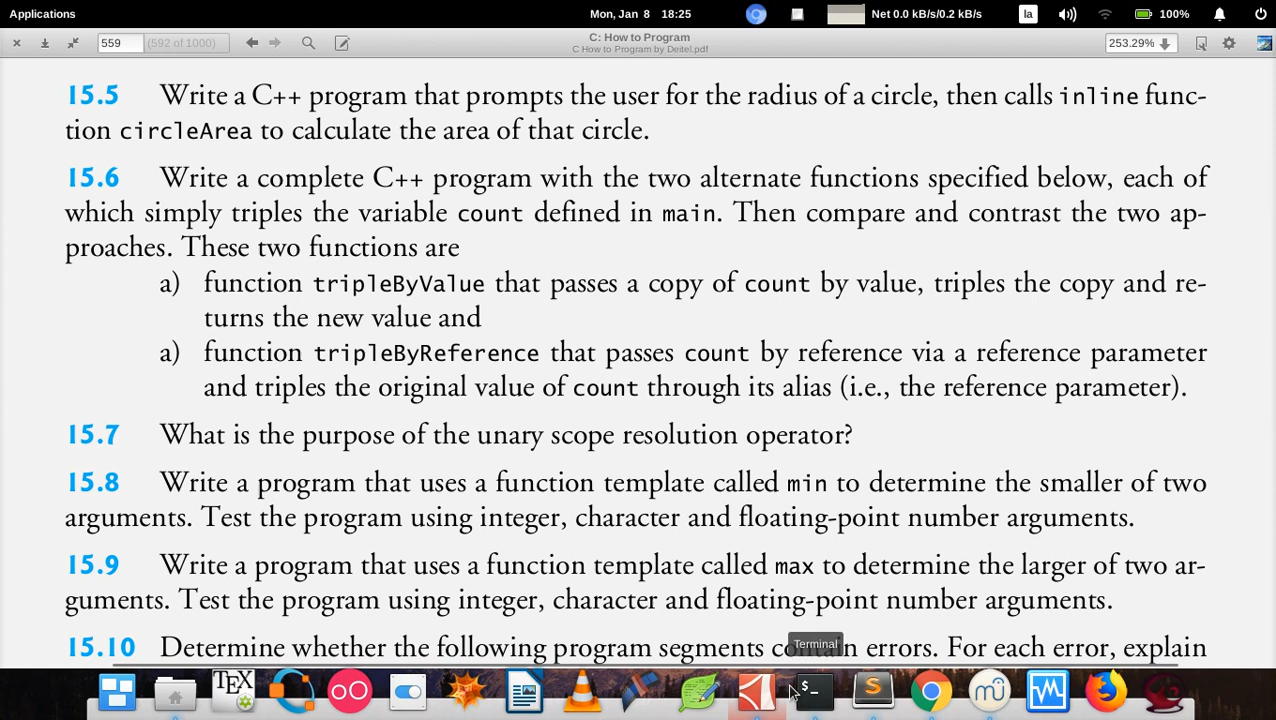 Applications
Mon, Jan 8 18:25
Net 0.0 kB/s/0.2 kB/s
la
100%
559 (592 of 1000)
C: How to Program
C How to Program by Deitel.pdf
253.29%
15.5 Write a C++ program that prompts the user for the radius of a circle, then calls inline func-
tion circleArea to calculate the area of that circle.
15.6 Write a complete C++ program with the two alternate functions specified below, each of
which simply triples the variable count defined in main. Then compare and contrast the two ap-
proaches. These two functions are
a) function tripleByValue that passes a copy of count by value, triples the copy and re-
turns the new value and
a) function tripleByReference that passes count by reference via a reference parameter
and triples the original value of count through its alias (i.e., the reference parameter).
15.7 What is the purpose of the unary scope resolution operator?
15.8 Write a program that uses a function template called min to determine the smaller of two
arguments. Test the program using integer, character and floating-point number arguments.
15.9 Write a program that uses a function template called max to determine the larger of two ar-
guments. Test the program using integer, character and floating-point number arguments.
15.10 Determine whether the following program segments contain errors. For each error, explain
Terminal
TEX
$_
S